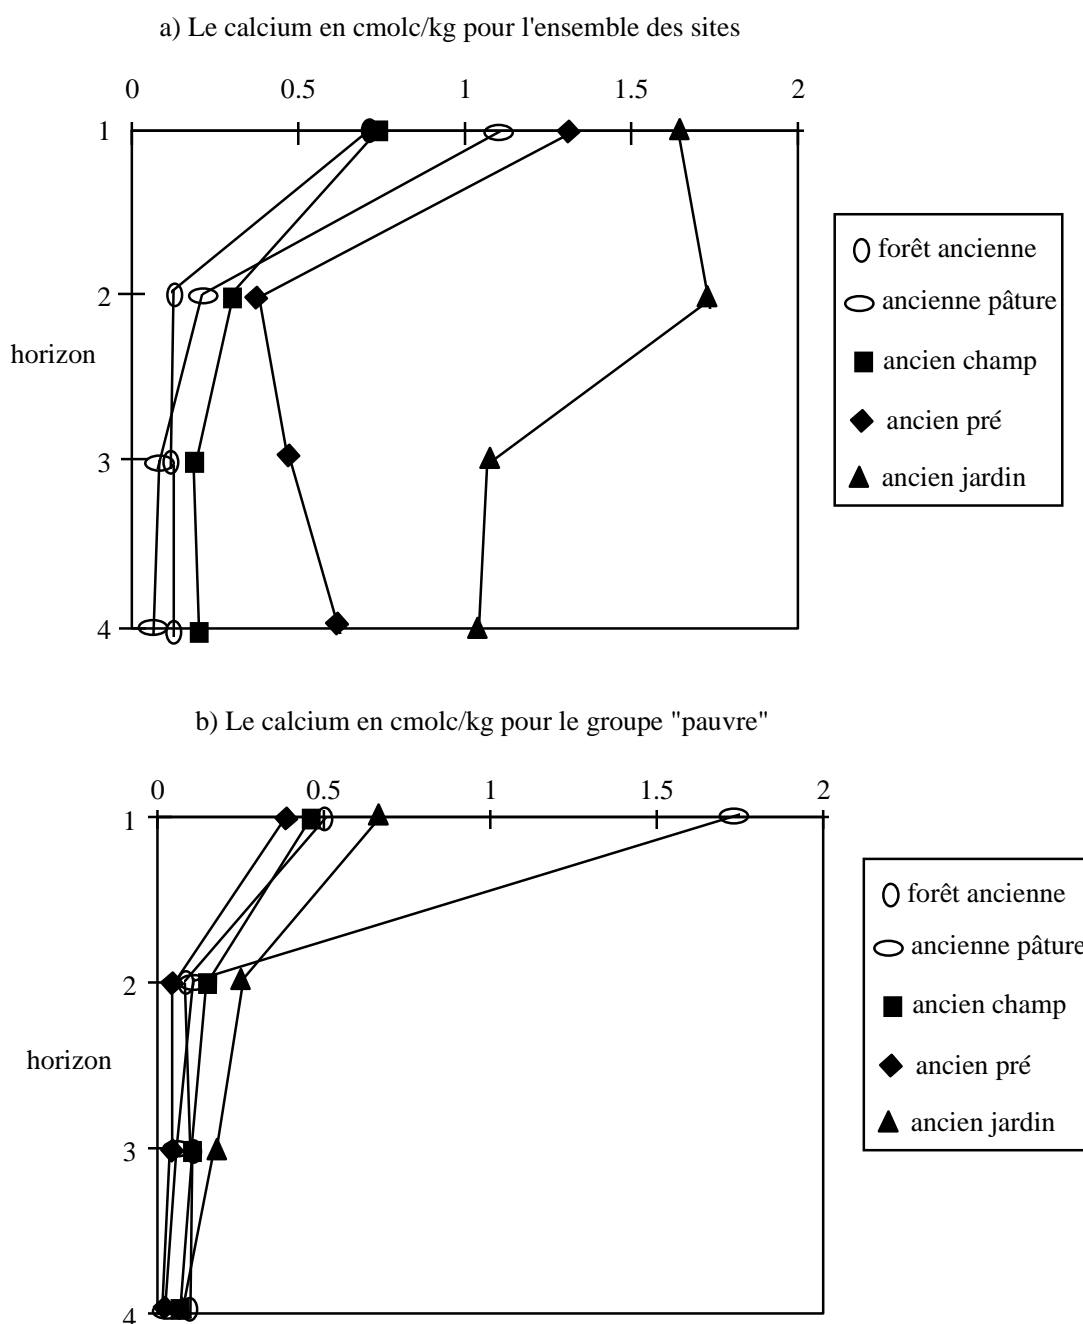 a) Le calcium en cmolc/kg pour l'ensemble des sites
0 0.5 1 1.5 2
1
2
horizon
3
4
forêt ancienne
ancienne pâture
ancien champ
ancien pré
ancien jardin
b) Le calcium en cmolc/kg pour le groupe "pauvre"
0 0.5 1 1.5 2
1
2
horizon
3
4
forêt ancienne
ancienne pâture
ancien champ
ancien pré
ancien jardin